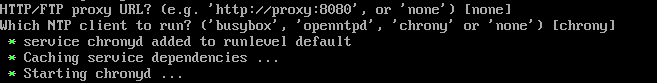 HTTP/FTP proxy URL? (e.g. 'http://proxy:8080', or 'none') [none]
Which NTP client to run? ('busybox', 'openntpd', 'chrony' or 'none') [chrony]
* service chronyd added to runlevel default
* Caching service dependencies ...
* Starting chronyd ...